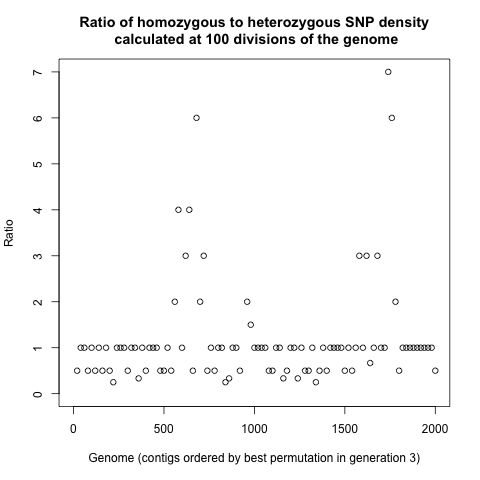 Ratio of homozygous to heterozygous SNP density
calculated at 100 divisions of the genome
7
6
5
4
3
2
1
0
Ratio
0 500 1000 1500 2000
Genome (contigs ordered by best permutation in generation 3)